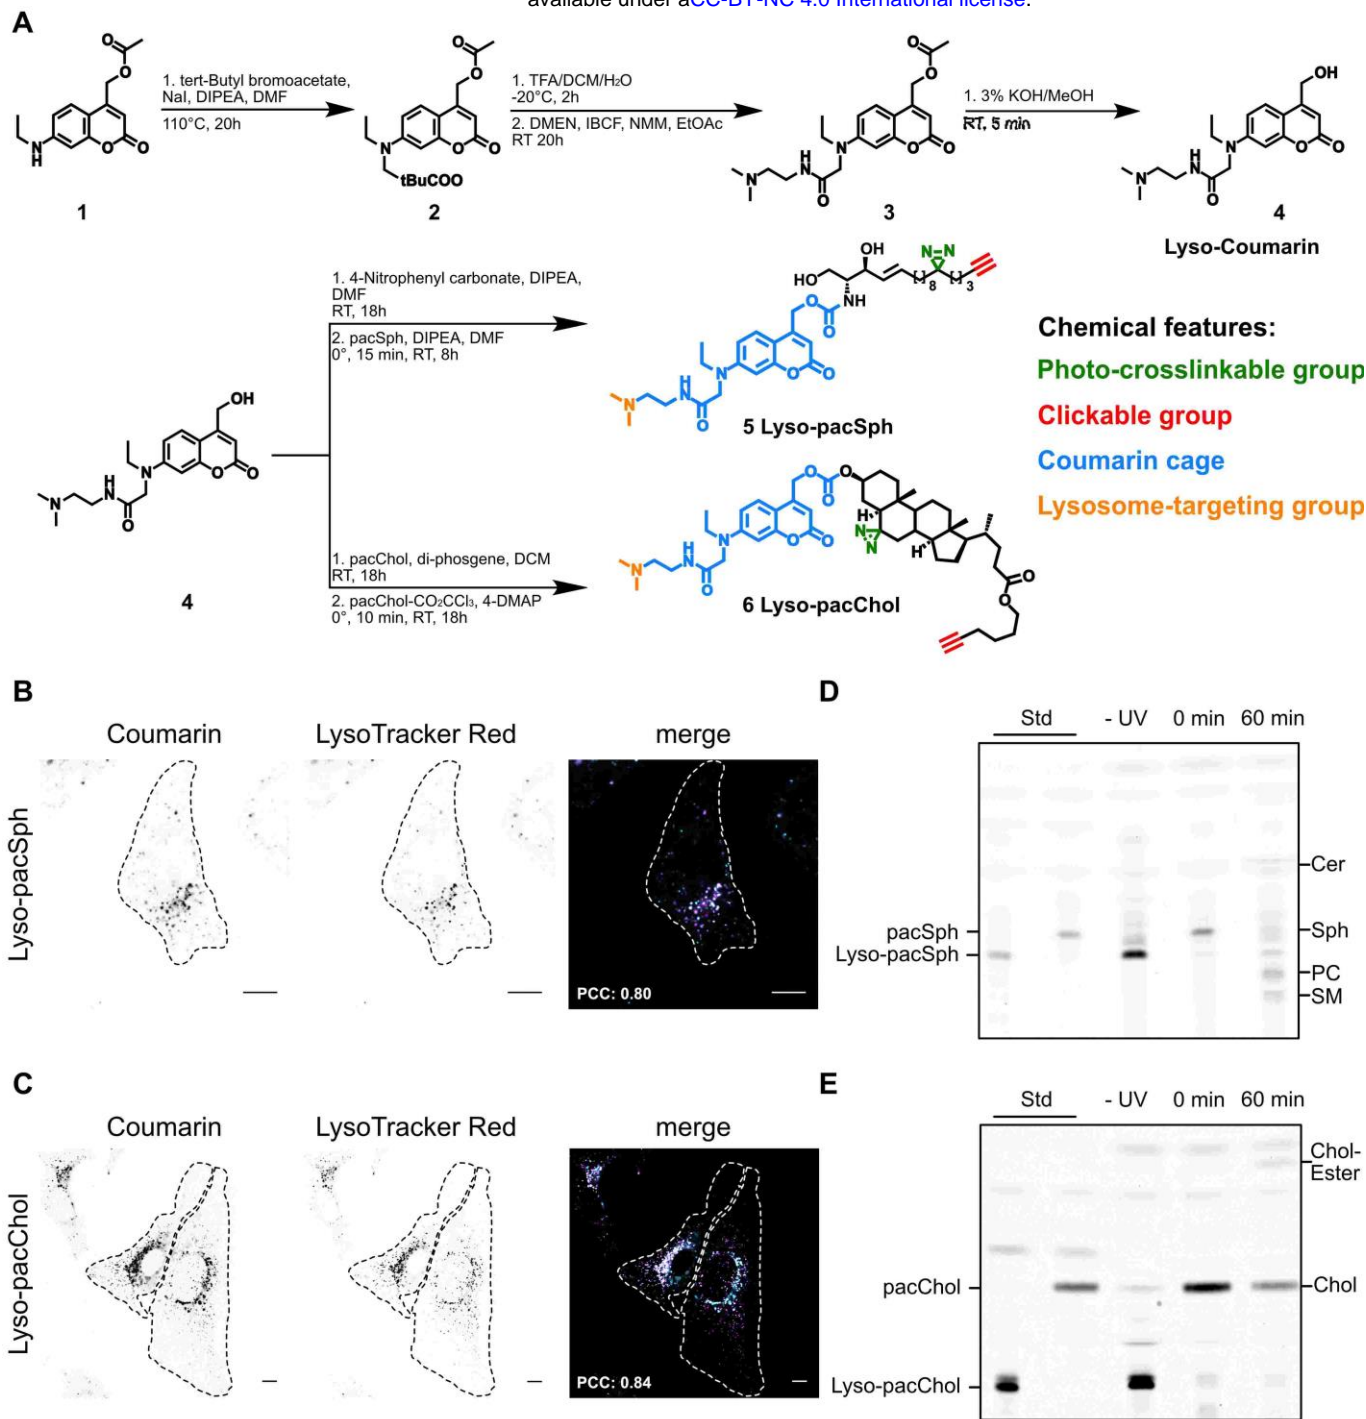 available under aCC-BY-NC 4.0 International license.
A
1. tert-Butyl bromoacetate,
NaI, DIPEA, DMF
110°C, 20h
1. TFA/DCM/H₂O
-20°C, 2h
2. DMEN, IBCF, NMM, EtOAc
RT 20h
1. 3% KOH/MeOH
RT, 5 min
O
O
O
O
N
H
1
O
O
O
O
N
tBuCOO
2
O
O
O
O
N
H
N
N
O
3
OH
O
O
N
H
N
N
O
4
Lyso-Coumarin
1. 4-Nitrophenyl carbonate, DIPEA,
DMF
RT, 18h
2. pacSph, DIPEA, DMF
0°, 15 min, RT, 8h
OH
HO
NH
N=N
8
3
O
O
O
O
N
H
N
N
O
5 Lyso-pacSph
Chemical features:
Photo-crosslinkable group
Clickable group
Coumarin cage
Lysosome-targeting group
OH
O
O
N
H
N
N
O
4
1. pacChol, di-phosgene, DCM
RT, 18h
2. pacChol-CO₂CCl₃, 4-DMAP
0°, 10 min, RT, 18h
O
O
O
O
O
N
H
N
N
O
H
N
N
H
O
O
6 Lyso-pacChol
B
Coumarin
LysoTracker Red
merge
Lyso-pacSph
PCC: 0.80
C
Coumarin
LysoTracker Red
merge
Lyso-pacChol
PCC: 0.84
D
Std
- UV
0 min
60 min
pacSph
Lyso-pacSph
Cer
Sph
PC
SM
E
Std
- UV
0 min
60 min
pacChol
Lyso-pacChol
Chol-
Ester
Chol